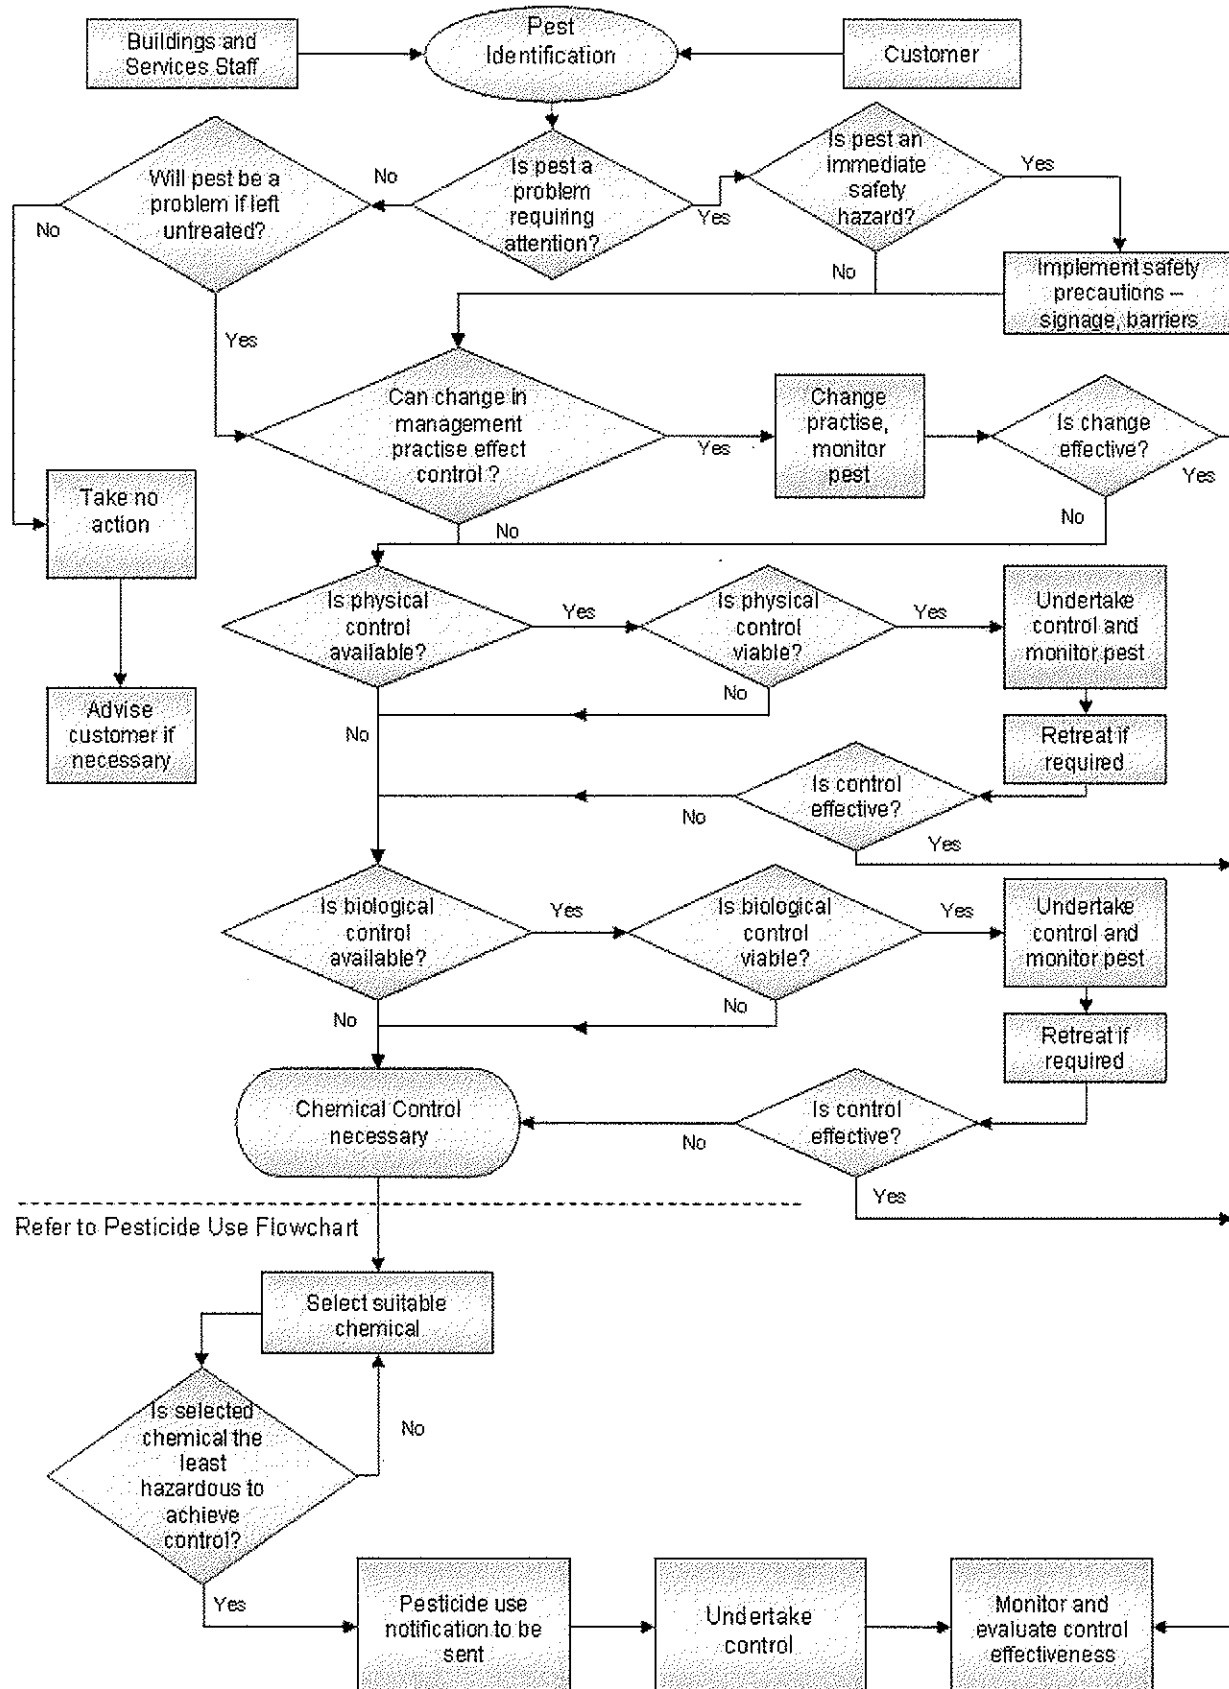 Buildings and
Services Staff
Pest
Identification
Customer
Will pest be a
problem if left
untreated?
No
Is pest a
problem
requiring
attention?
Yes
Is pest an
immediate
safety
hazard?
Yes
No
No
Implement safety
precautions –
signage, barriers
Yes
Can change in
management
practise effect
control ?
Yes
Change
practise,
monitor
pest
Is change
effective?
Yes
No
No
Take no
action
Advise
customer if
necessary
Is physical
control
available?
Yes
Is physical
control
viable?
Yes
Undertake
control and
monitor pest
No
No
Retreat if
required
Is control
effective?
No
Yes
Is biological
control
available?
Yes
Is biological
control
viable?
Yes
Undertake
control and
monitor pest
No
No
Retreat if
required
Chemical Control
necessary
Is control
effective?
No
Yes
Refer to Pesticide Use Flowchart
Select suitable
chemical
Is selected
chemical the
least
hazardous to
achieve
control?
No
Yes
Pesticide use
notification to be
sent
Undertake
control
Monitor and
evaluate control
effectiveness